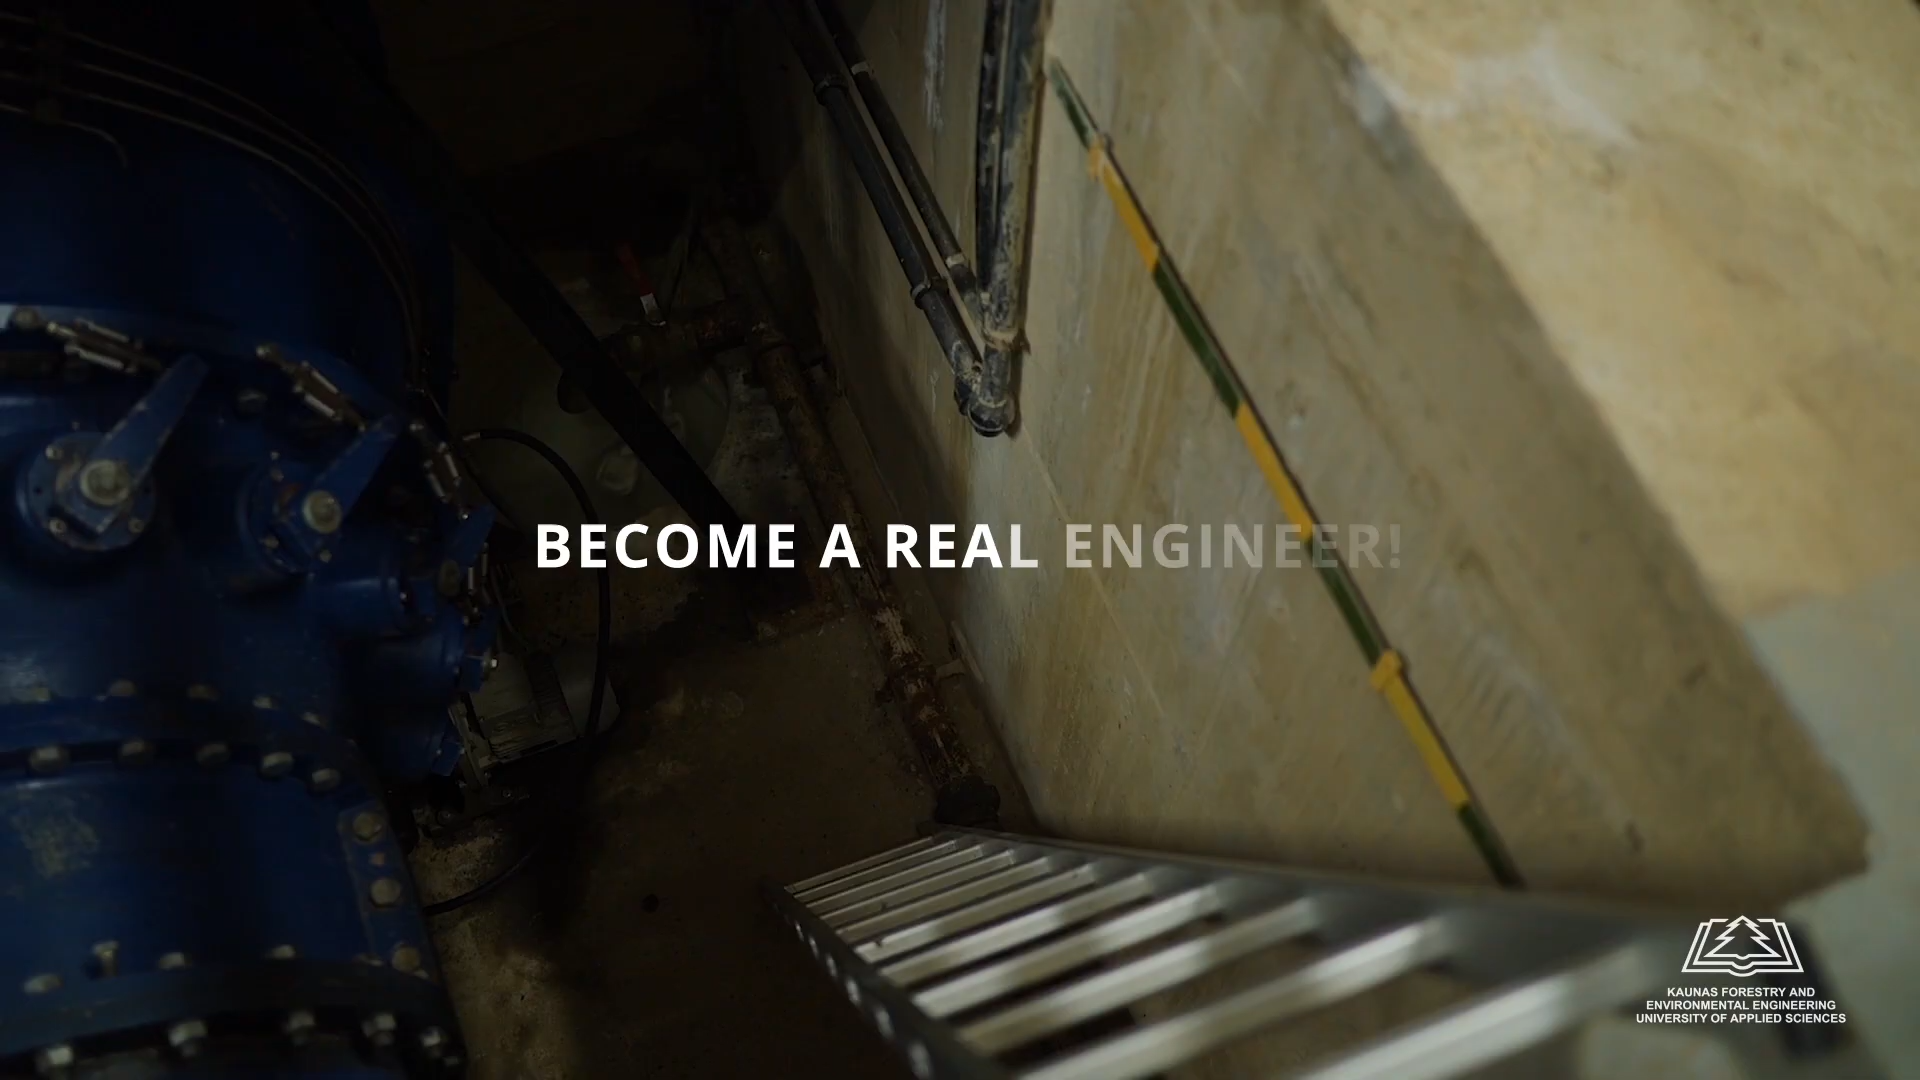 BECOME A REAL ENGINEER!
KAUNAS FORESTRY AND
ENVIRONMENTAL ENGINEERING
UNIVERSITY OF APPLIED SCIENCES